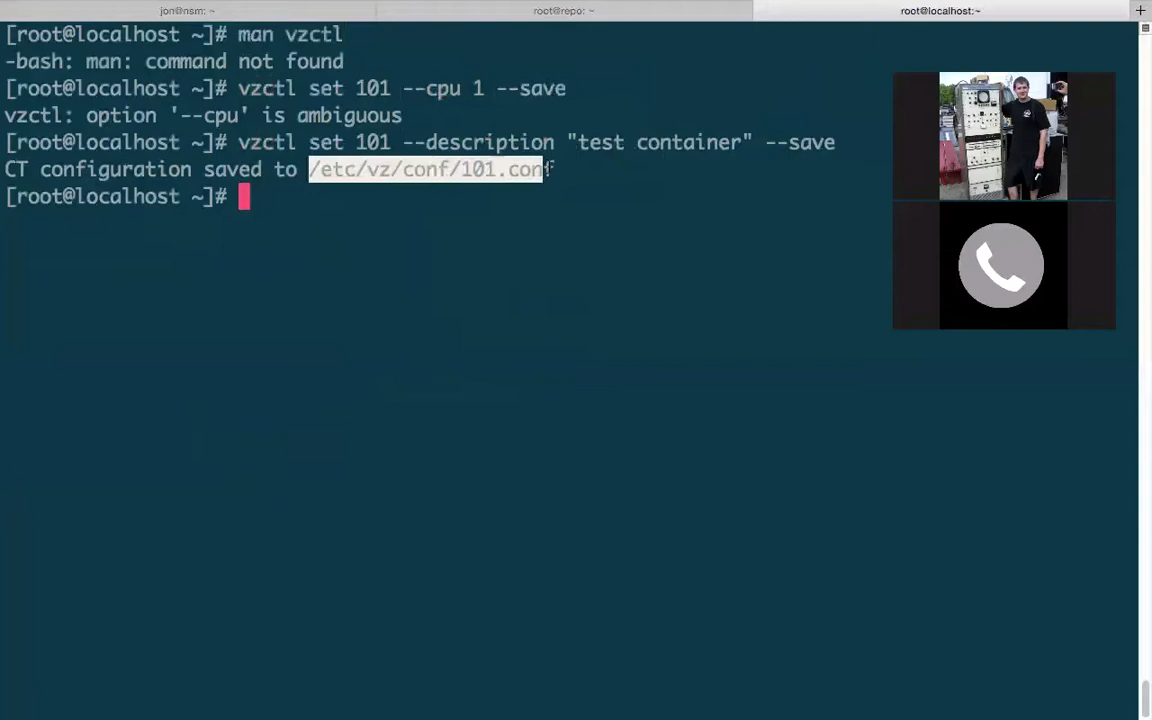 jon@nsm: ~
root@repo: ~
root@localhost:~
[root@localhost ~]# man vzctl
-bash: man: command not found
[root@localhost ~]# vzctl set 101 --cpu 1 --save
vzctl: option '--cpu' is ambiguous
[root@localhost ~]# vzctl set 101 --description "test container" --save
CT configuration saved to /etc/vz/conf/101.conf
[root@localhost ~]#